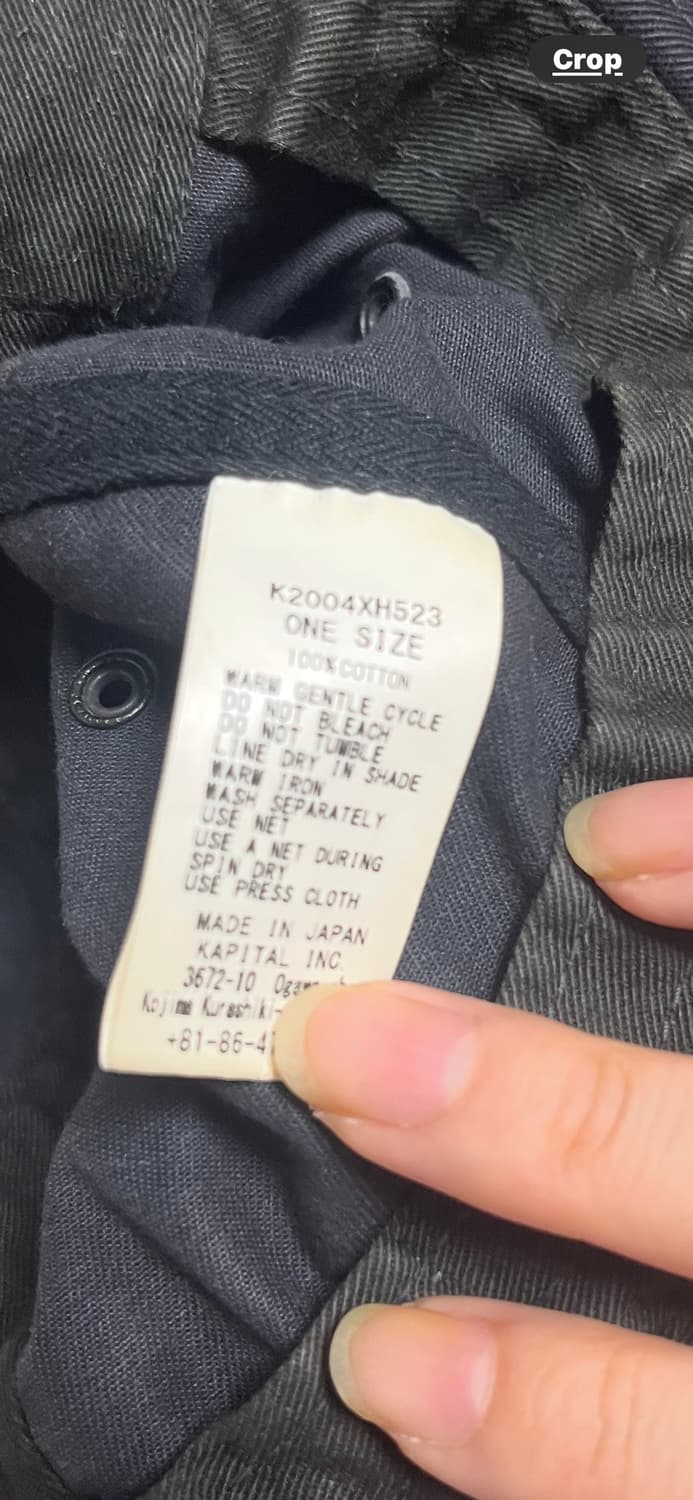 Crop
K2004XH523
ONE SIZE
100%COTTON
WARM GENTLE CYCLE
DO NOT BLEACH
DO NOT TUMBLE
LINE DRY IN SHADE
WARM IRON
WASH SEPARATELY
USE NET
USE A NET DURING
SPIN DRY
USE PRESS CLOTH
MADE IN JAPAN
KAPITAL INC.
3672-10
Kojima Kurashiki-
+81-86-47